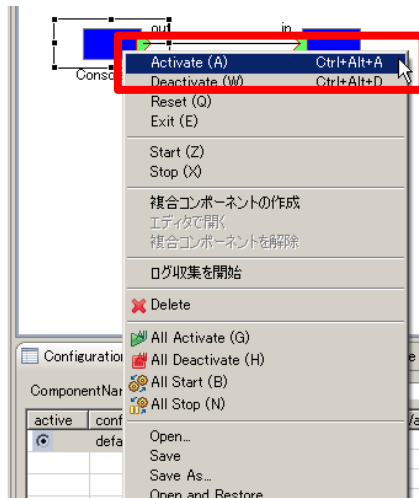 out in
Conso
Activate (A) Ctrl+Alt+A
Deactivate (W) Ctrl+Alt+D
Reset (Q)
Exit (E)
Start (Z)
Stop (X)
複合コンポーネントの作成
エディタで開く
複合コンポーネントを解除
ログ収集を開始
Delete
All Activate (G)
All Deactivate (H)
All Start (B)
All Stop (N)
Open...
Save
Save As...
Open and Restore
Configuration
ComponentNa
active conf
defa